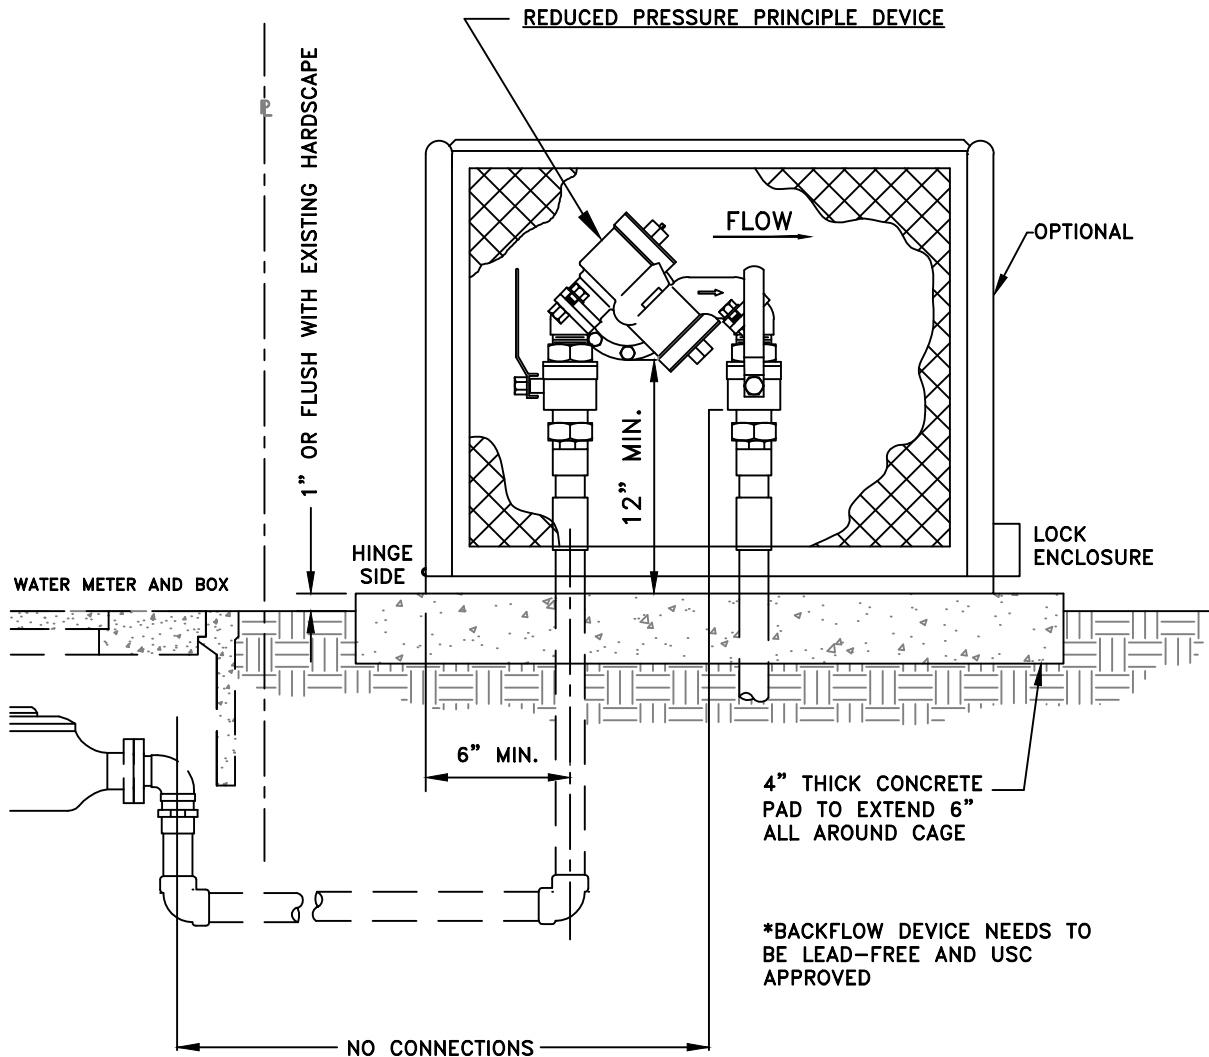 REDUCED PRESSURE PRINCIPLE DEVICE
PL
1” OR FLUSH WITH EXISTING HARDSCAPE
FLOW
OPTIONAL
12” MIN.
HINGE
SIDE
LOCK
ENCLOSURE
WATER METER AND BOX
6” MIN.
4” THICK CONCRETE
PAD TO EXTEND 6”
ALL AROUND CAGE
*BACKFLOW DEVICE NEEDS TO
BE LEAD-FREE AND USC
APPROVED
NO CONNECTIONS